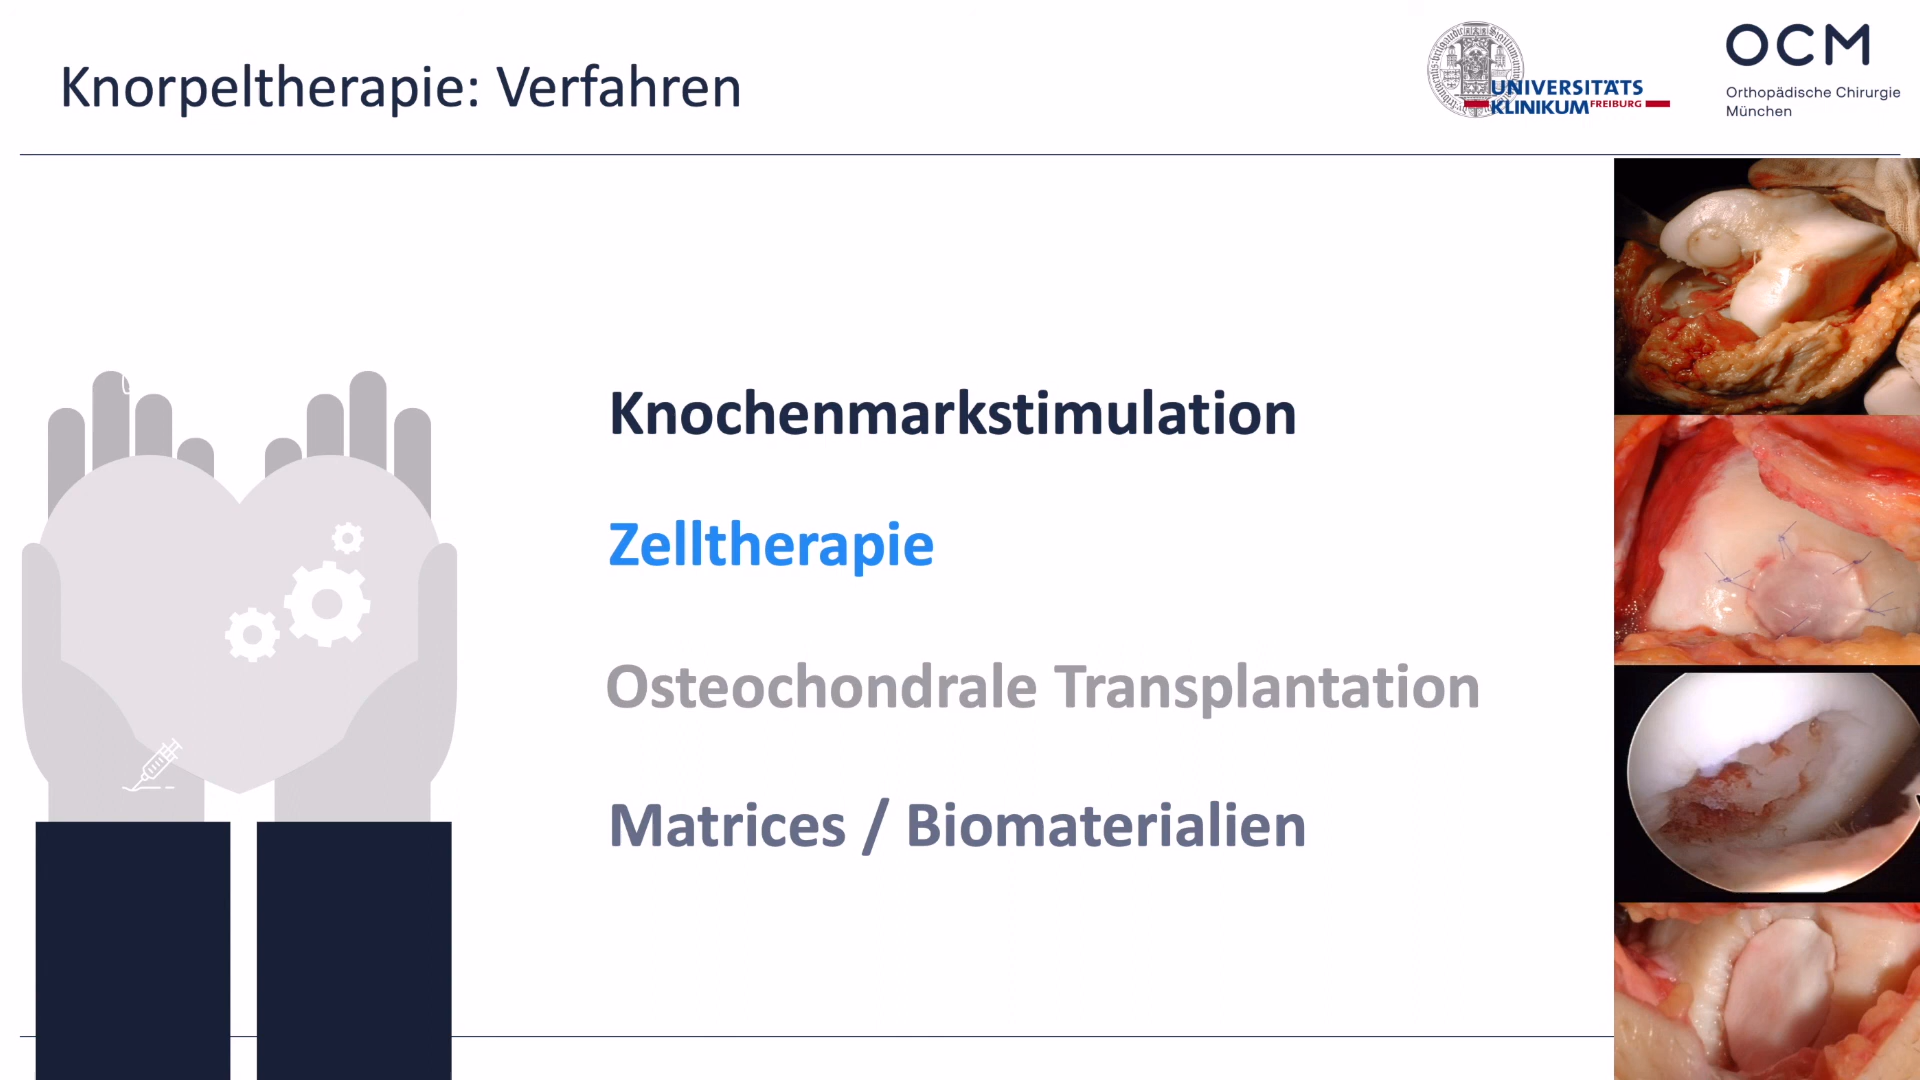 Knorpeltherapie: Verfahren
UNIVERSITÄTS
KLINIKUM FREIBURG
OCM
Orthopädische Chirurgie
München
Knochenmarkstimulation
Zelltherapie
Osteochondrale Transplantation
Matrices / Biomaterialien